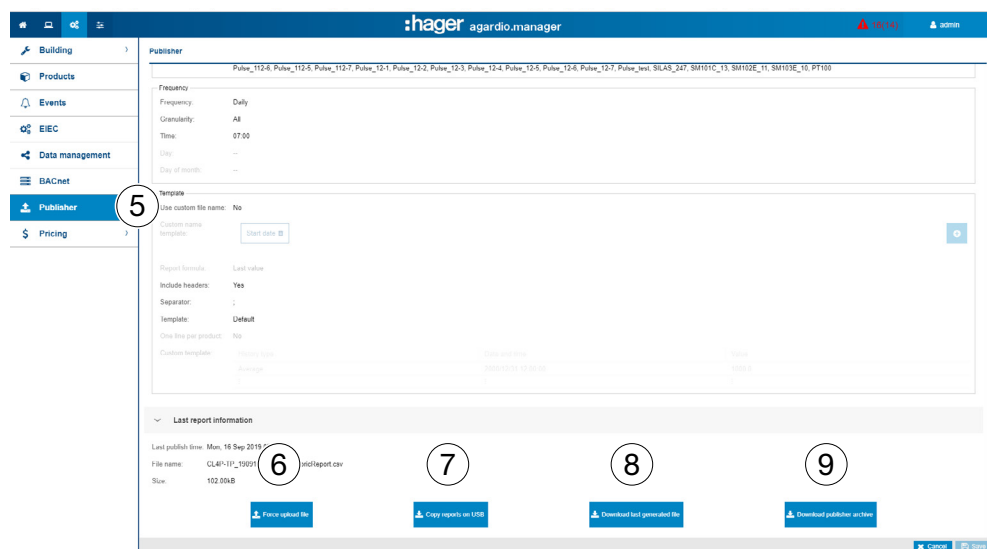 :hager agardio.manager
admin
Building
Products
Events
EIEC
Data management
BACnet
Publisher
Pricing
Publisher
Pulse_112-6, Pulse_112-5, Pulse_112-7, Pulse_12-1, Pulse_12-2, Pulse_12-3, Pulse_12-4, Pulse_12-5, Pulse_12-6, Pulse_12-7, Pulse_test, SILAS_247, SM101C_13, SM102E_11, SM103E_10, PT100
Frequency
Frequency: Daily
Granularity: All
Time: 07:00
Day: --
Day of month: --
5
Template
Use custom file name: No
Custom name
template: Start date
Report formula: Last value
Include headers: Yes
Separator: ;
Template: Default
One line per product: No
Custom template:
Average
Value
Last report information
Last publish time: Mon, 16 Sep 2019
File name: CL4P-TP_19091 ricReport.csv
Size: 102.00kB
6
7
8
9
Force upload file
Copy reports on USB
Download last generated file
Download publisher archive
Cancel
Save